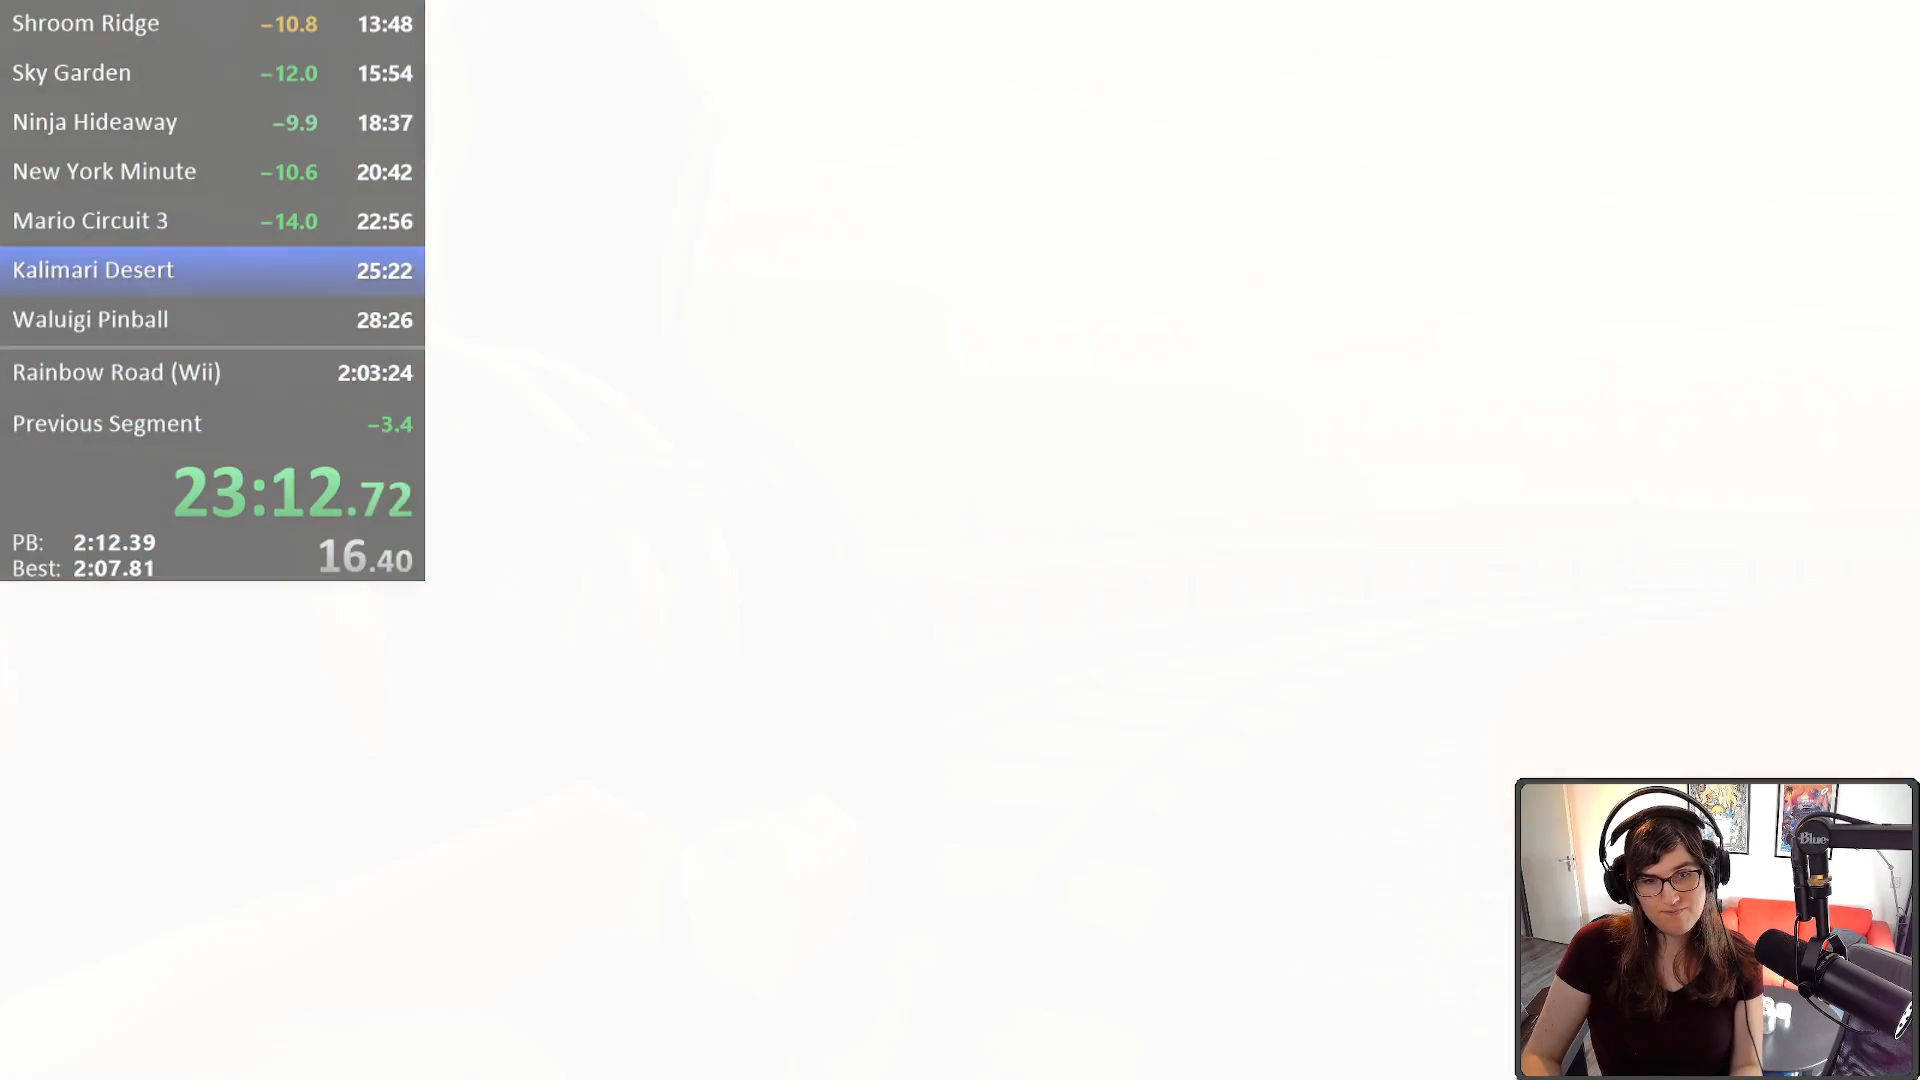 Shroom Ridge −10.8 13:48
Sky Garden −12.0 15:54
Ninja Hideaway −9.9 18:37
New York Minute −10.6 20:42
Mario Circuit 3 −14.0 22:56
Kalimari Desert 25:22
Waluigi Pinball 28:26
Rainbow Road (Wii) 2:03:24
Previous Segment −3.4
23:12.72
PB: 2:12.39 16.40
Best: 2:07.81
Blue